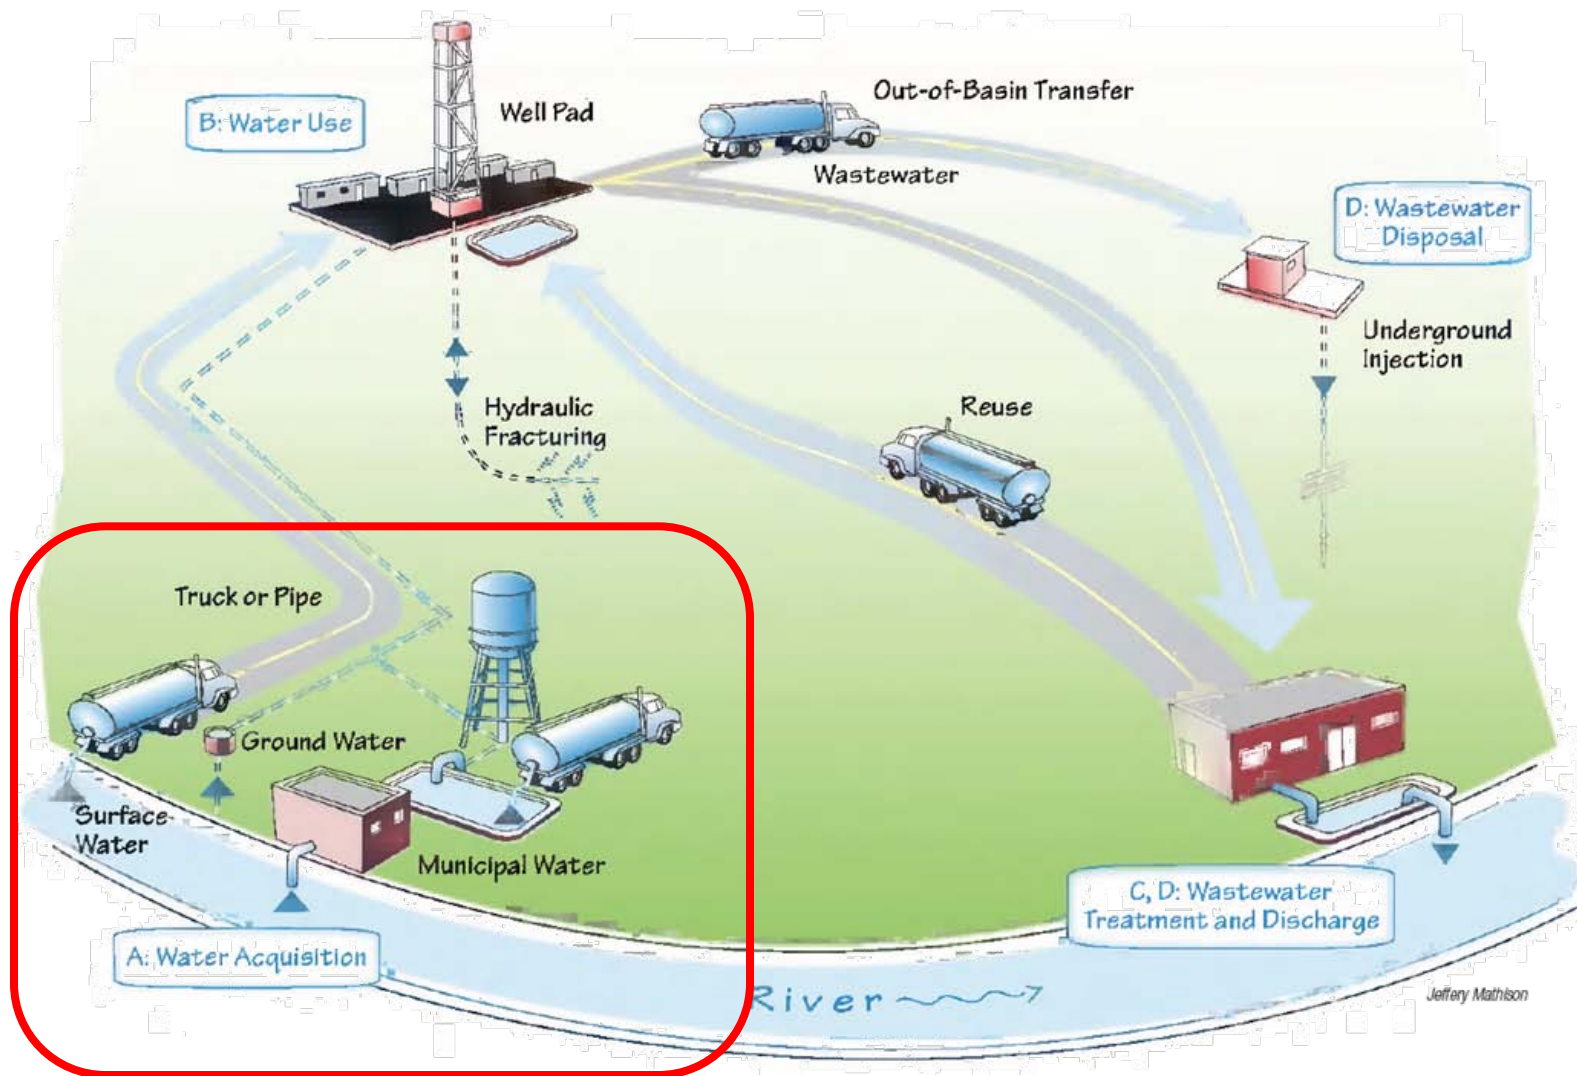 Out-of-Basin Transfer
Well Pad
B: Water Use
Wastewater
D: Wastewater
Disposal
Underground
Injection
Hydraulic
Fracturing
Reuse
Truck or Pipe
Ground Water
Surface
Water
Municipal Water
C, D: Wastewater
Treatment and Discharge
A: Water Acquisition
River
Jeffery Mathison